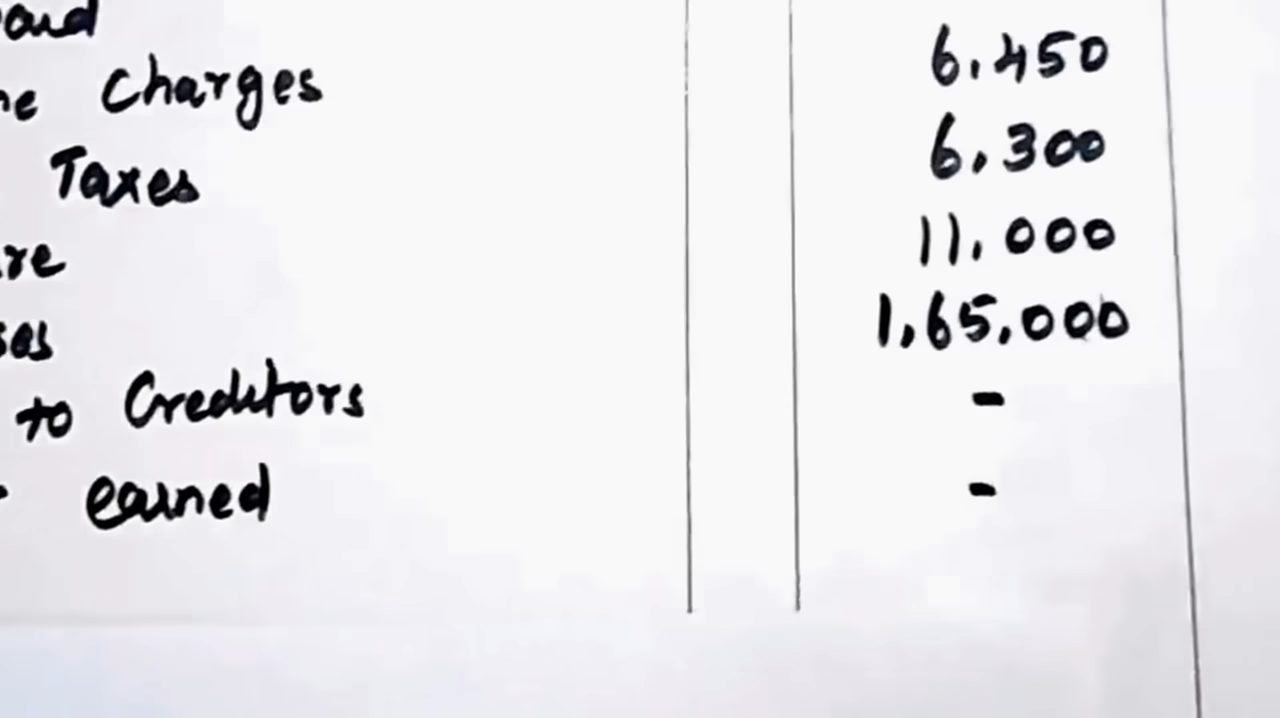 6,450
charges
Taxes 6,300
11,000
1,65,000
to Creditors -
earned -